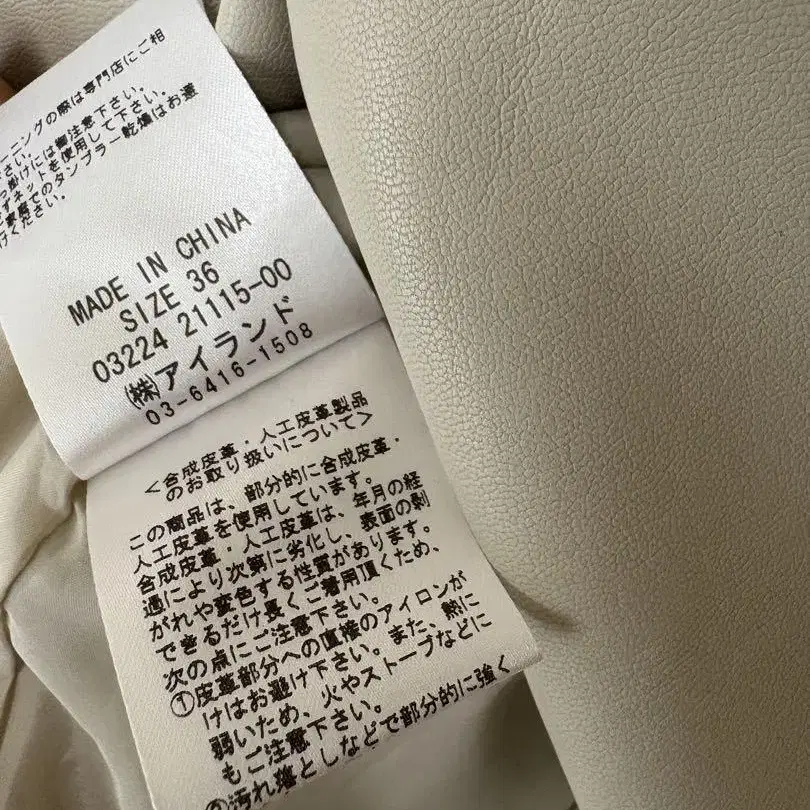 ーニングの際は専門店にご相
さい。
っ掛けには御注意下さい。
ずネットを使用して下さい。
ご家庭でのタンブラー乾燥はお避
けください。
MADE IN CHINA
SIZE 36
03224 21115-00
㈱アイランド
03-6416-1508
<合成皮革・人工皮革製品
のお取り扱いについて>
この商品は、部分的に合成皮革・
人工皮革を使用しています。
合成皮革・人工皮革は、年月の経
過により次第に劣化し、表面の剥
がれや変色する性質があります。
できるだけ長くご着用頂くため、
次の点にご注意下さい。
①皮革部分への直接のアイロンが
けはお避け下さい。また、熱に
弱いため、火やストーブなどに
もご注意下さい。
②汚れ落としなどで部分的に強く